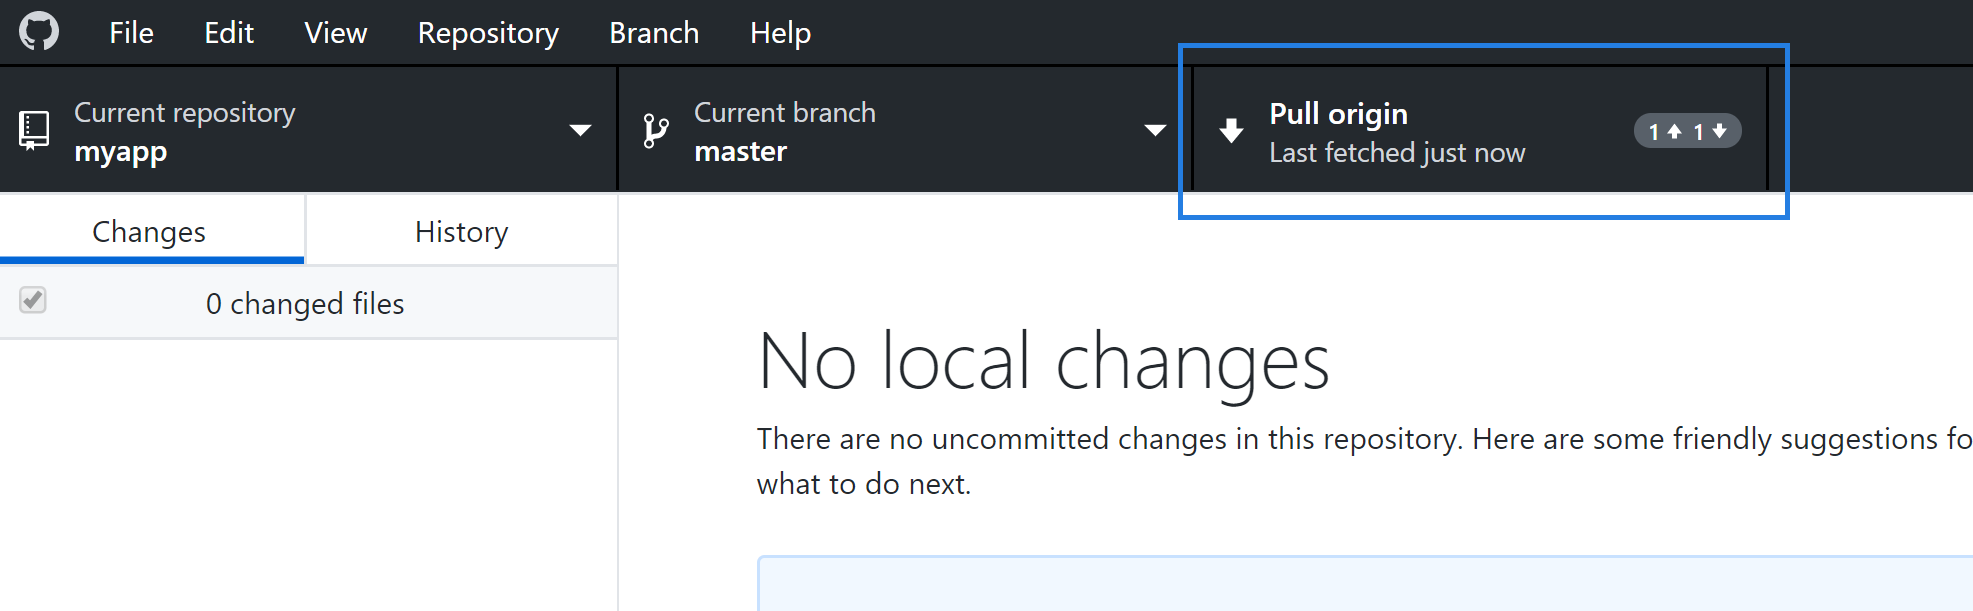 File Edit View Repository Branch Help
Current repository
myapp
Current branch
master
Pull origin
Last fetched just now
1 1
Changes
History
0 changed files
No local changes
There are no uncommitted changes in this repository. Here are some friendly suggestions fo
what to do next.